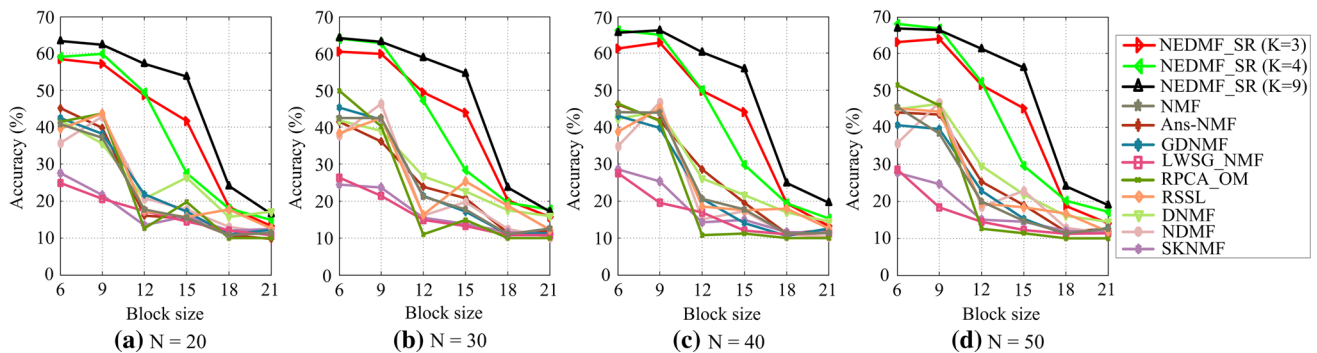 Accuracy (%)
70
60
50
40
30
20
10
0
6 9 12 15 18 21
Block size
(a) N = 20
Accuracy (%)
70
60
50
40
30
20
10
0
6 9 12 15 18 21
Block size
(b) N = 30
Accuracy (%)
70
60
50
40
30
20
10
0
6 9 12 15 18 21
Block size
(c) N = 40
Accuracy (%)
70
60
50
40
30
20
10
0
6 9 12 15 18 21
Block size
(d) N = 50
NEDMF_SR (K=3)
NEDMF_SR (K=4)
NEDMF_SR (K=9)
NMF
Ans-NMF
GDNMF
LWSG_NMF
RPCA_OM
RSSL
DNMF
NDMF
SKNMF